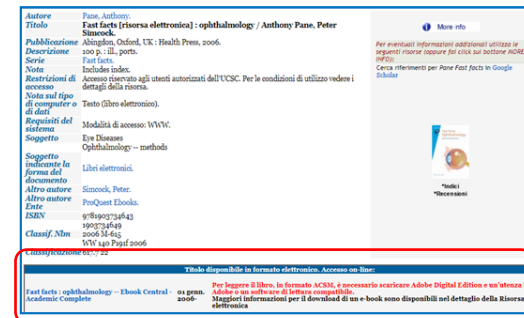 Autore Pane, Anthony.
Titolo Fast facts [risorsa elettronica] : ophthalmology / Anthony Pane, Peter
Simcock.
Pubblicazione Abingdon, Oxford, UK : Health Press, 2006.
Descrizione 100 p. : ill., ports.
Serie Fast facts.
Nota Includes index.
Restrizioni di accesso Accesso riservato agli utenti autorizzati dell'UCSC. Per le condizioni di utilizzo vedere i
dettagli della risorsa.
Nota sul tipo
di computer o Testo (libro elettronico).
di dati
Requisiti del
sistema Modalità di accesso: WWW.
Soggetto Eye Diseases
Ophthalmology -- methods
Soggetto
indicante la
forma del Libri elettronici.
documento
Altro autore Simcock, Peter.
Altro autore
Ente ProQuest Ebooks.
ISBN 9781903734643
1903734649
Classif. Nlm 2006 M-615
WW 140 P191f 2006
Classificazione 617.7 22
More info
Per eventuali informazioni addizionali utilizza le
seguenti risorse (oppure fai click sul bottone MORE
INFO):
Cerca riferimenti per Pane Fast facts in Google
Scholar
*Indici
*Recensioni
Titolo disponibile in formato elettronico. Accesso on-line:
Fast facts : ophthalmology -- Ebook Central -
Academic Complete
01 genn.
2006-
Per leggere il libro, in formato ACSM, è necessario scaricare Adobe Digital Edition e un'utenza
Adobe o un software di lettura compatibile.
Maggiori informazioni per il download di un e-book sono disponibili nel dettaglio della Risorsa
elettronica